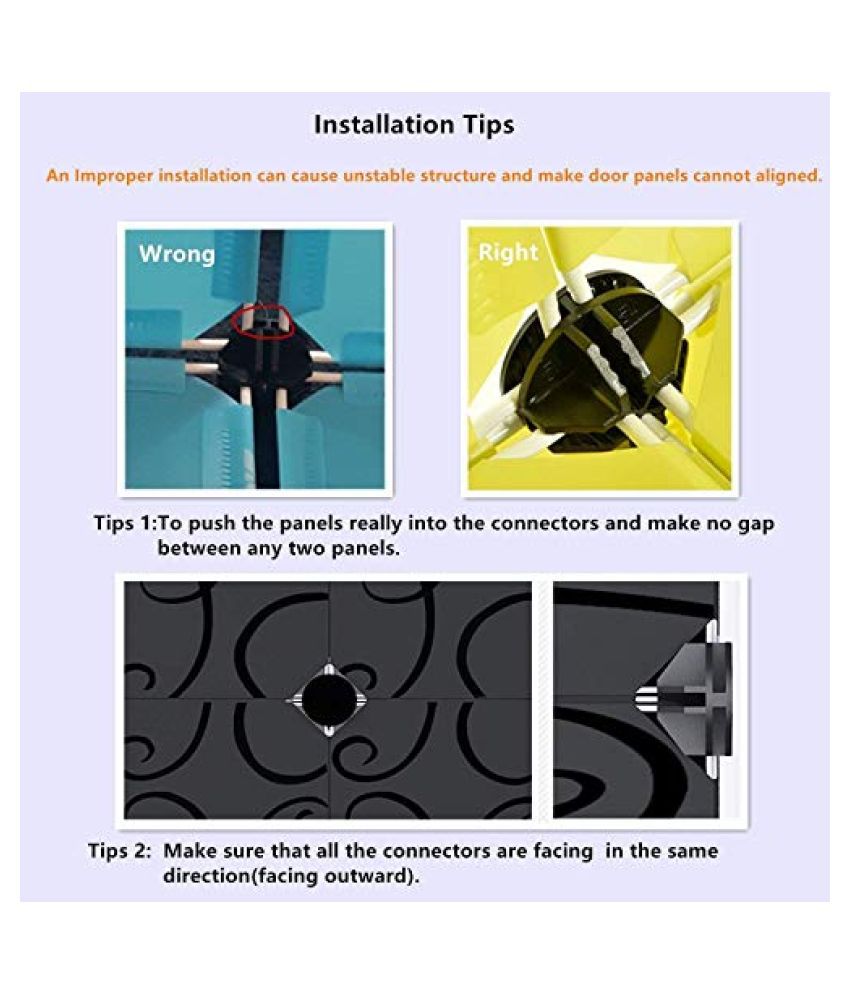 Installation Tips
An Improper installation can cause unstable structure and make door panels cannot aligned.
Wrong
Right
Tips 1:To push the panels really into the connectors and make no gap
between any two panels.
Tips 2: Make sure that all the connectors are facing in the same
direction(facing outward).